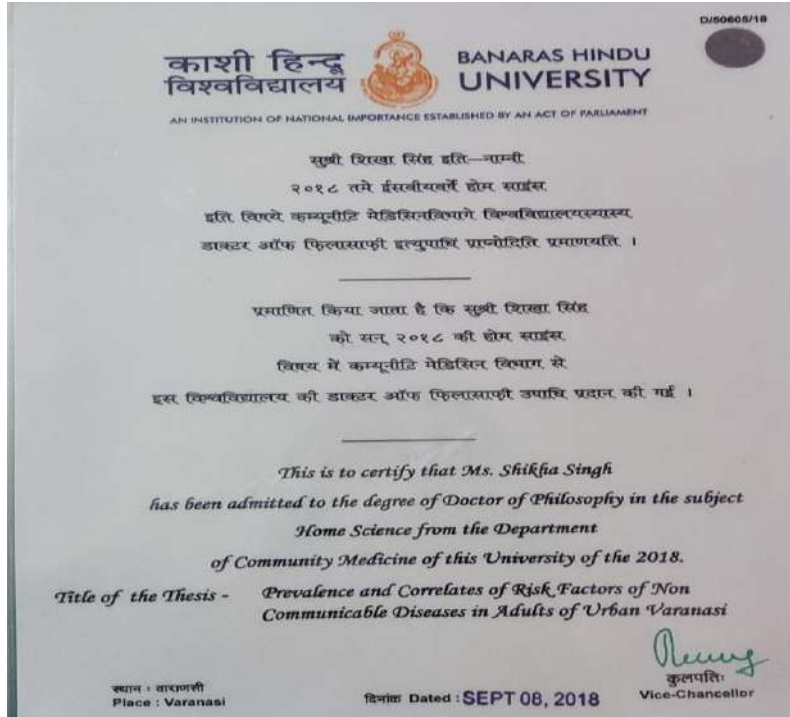 D/50605/18
काशी हिन्दू
विश्वविद्यालय
BANARAS HINDU
UNIVERSITY
AN INSTITUTION OF NATIONAL IMPORTANCE ESTABLISHED BY AN ACT OF PARLIAMENT
सुश्री शिखा सिंह इति—नाम्नी
२०१८ तमे ईसवीयवर्षे होम साइंस
इति विषये कम्यूनीटि मेडिसिनविभागे विश्वविद्यालयस्यास्य
डाक्टर ऑफ फिलासाफी इत्युपाधि प्राप्नोदिति प्रमाणयति ।
प्रमाणित किया जाता है कि सुश्री शिखा सिंह
को सन् २०१८ की होम साइंस
विषय में कम्यूनीटि मेडिसिन विभाग से
इस विश्वविद्यालय की डाक्टर ऑफ फिलासाफी उपाधि प्रदान की गई ।
This is to certify that Ms. Shikha Singh
has been admitted to the degree of Doctor of Philosophy in the subject
Home Science from the Department
of Community Medicine of this University of the 2018.
Title of the Thesis - Prevalence and Correlates of Risk Factors of Non
Communicable Diseases in Adults of Urban Varanasi
स्थान : वाराणसी
Place : Varanasi
दिनांक Dated : SEPT 08, 2018
कुलपतिः
Vice-Chancellor